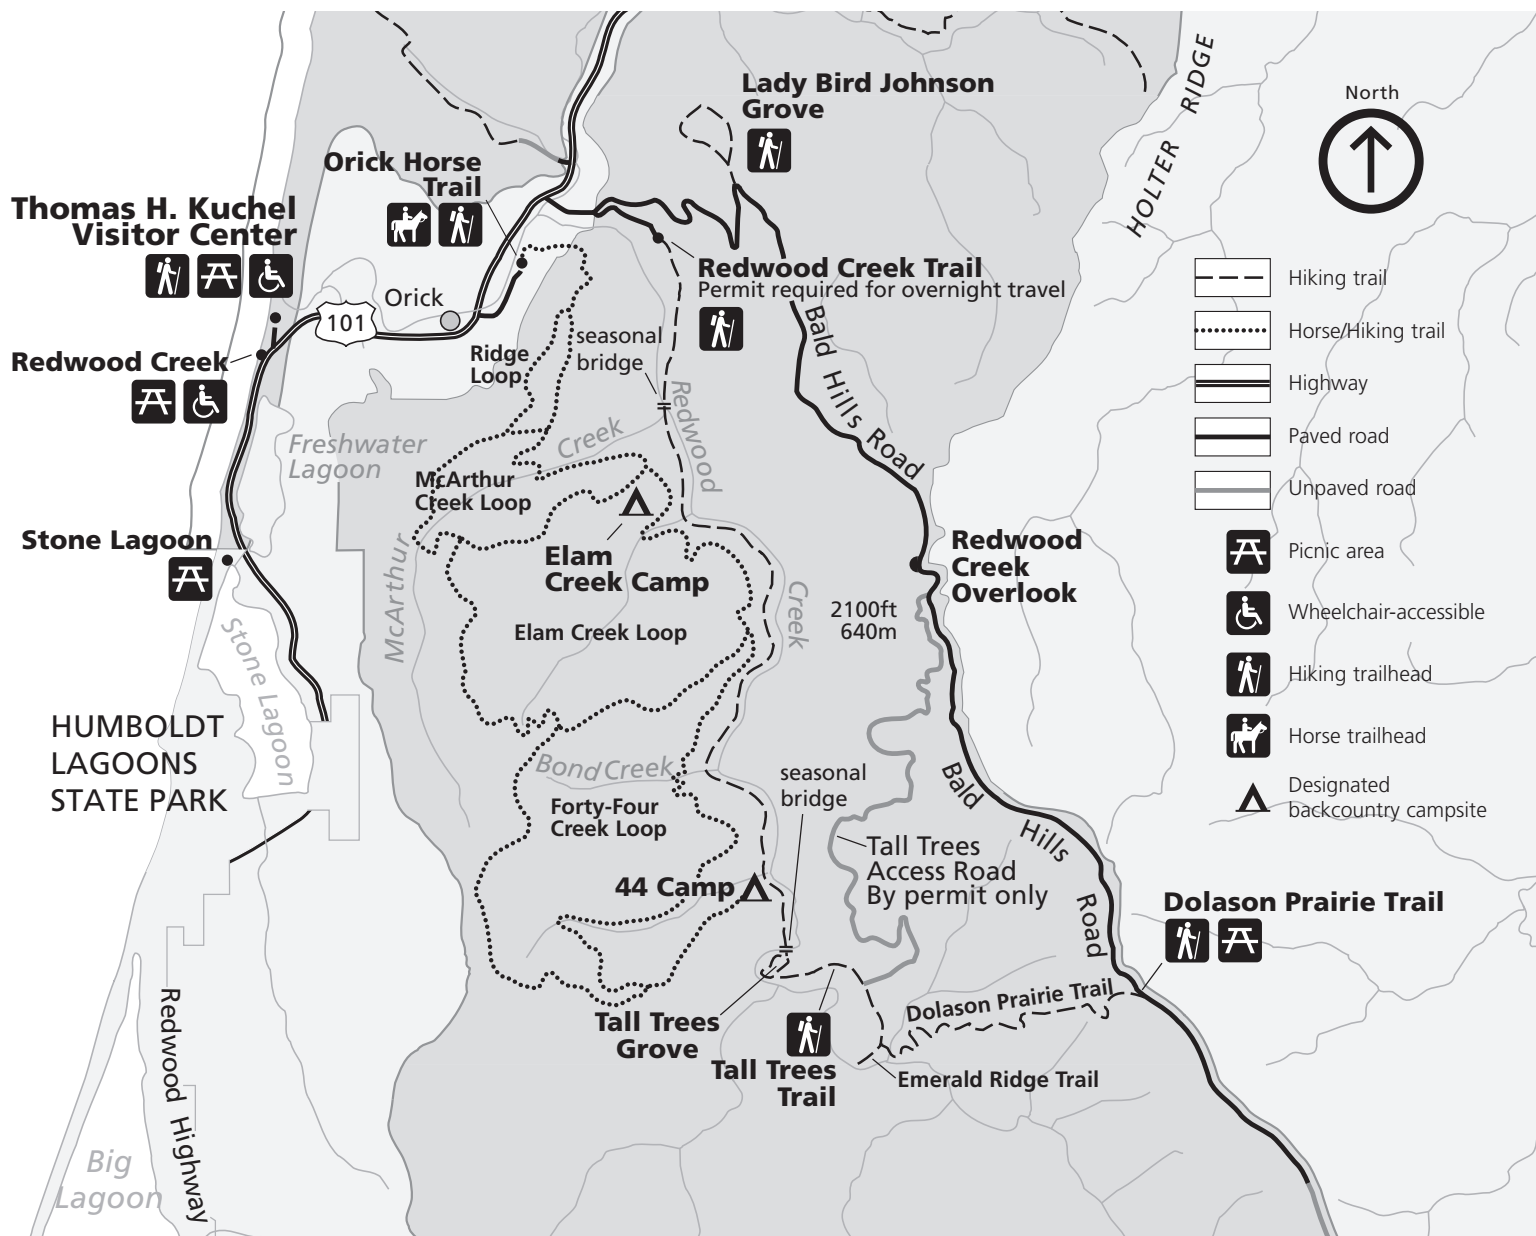 Lady Bird Johnson
Grove
HOLTER RIDGE
North
Orick Horse
Trail
Thomas H. Kuchel
Visitor Center
Redwood Creek Trail
Permit required for overnight travel
Orick
101
seasonal
bridge
Ridge
Loop
Redwood Creek
Bald Hills Road
Redwood
Creek
Creek
McArthur
Freshwater
Lagoon
McArthur
Creek Loop
Stone Lagoon
Elam
Creek Camp
Elam Creek Loop
2100ft
640m
Redwood
Creek
Overlook
Stone Lagoon
HUMBOLDT
LAGOONS
STATE PARK
Bond Creek
Forty-Four
Creek Loop
seasonal
bridge
Bald Hills Road
Tall Trees
Access Road
By permit only
44 Camp
Dolason Prairie Trail
Dolason Prairie Trail
Tall Trees
Grove
Tall Trees
Trail
Emerald Ridge Trail
Redwood Highway
Big
Lagoon
Hiking trail
Horse/Hiking trail
Highway
Paved road
Unpaved road
Picnic area
Wheelchair-accessible
Hiking trailhead
Horse trailhead
Designated
backcountry campsite